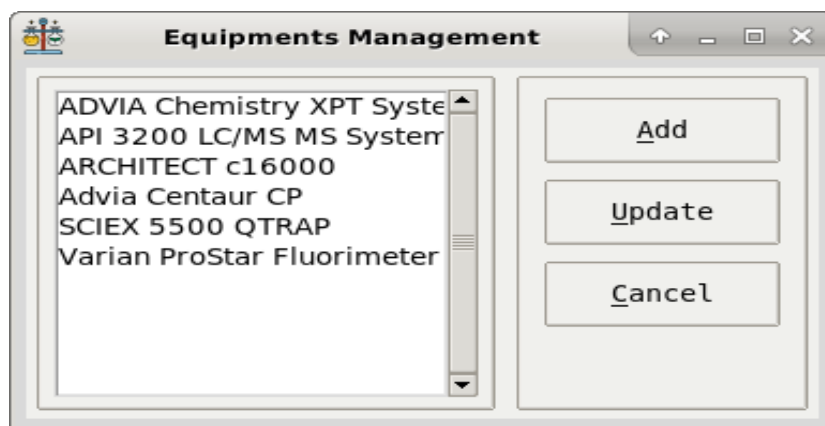 Equipments Management
ADVIA Chemistry XPT Syste
API 3200 LC/MS MS System
ARCHITECT c16000
Advia Centaur CP
SCIEX 5500 QTRAP
Varian ProStar Fluorimeter
Add
Update
Cancel